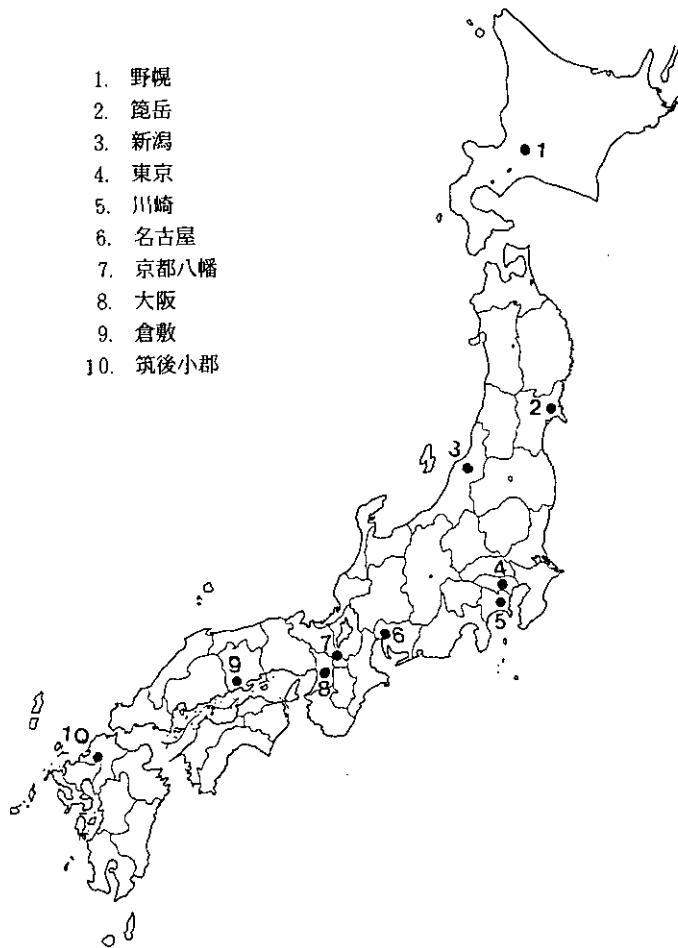 1. 野幌
2. 箆岳
3. 新潟
4. 東京
5. 川崎
6. 名古屋
7. 京都八幡
8. 大阪
9. 倉敷
10. 筑後小郡
1
2
3
4
5
6
7
8
9
10